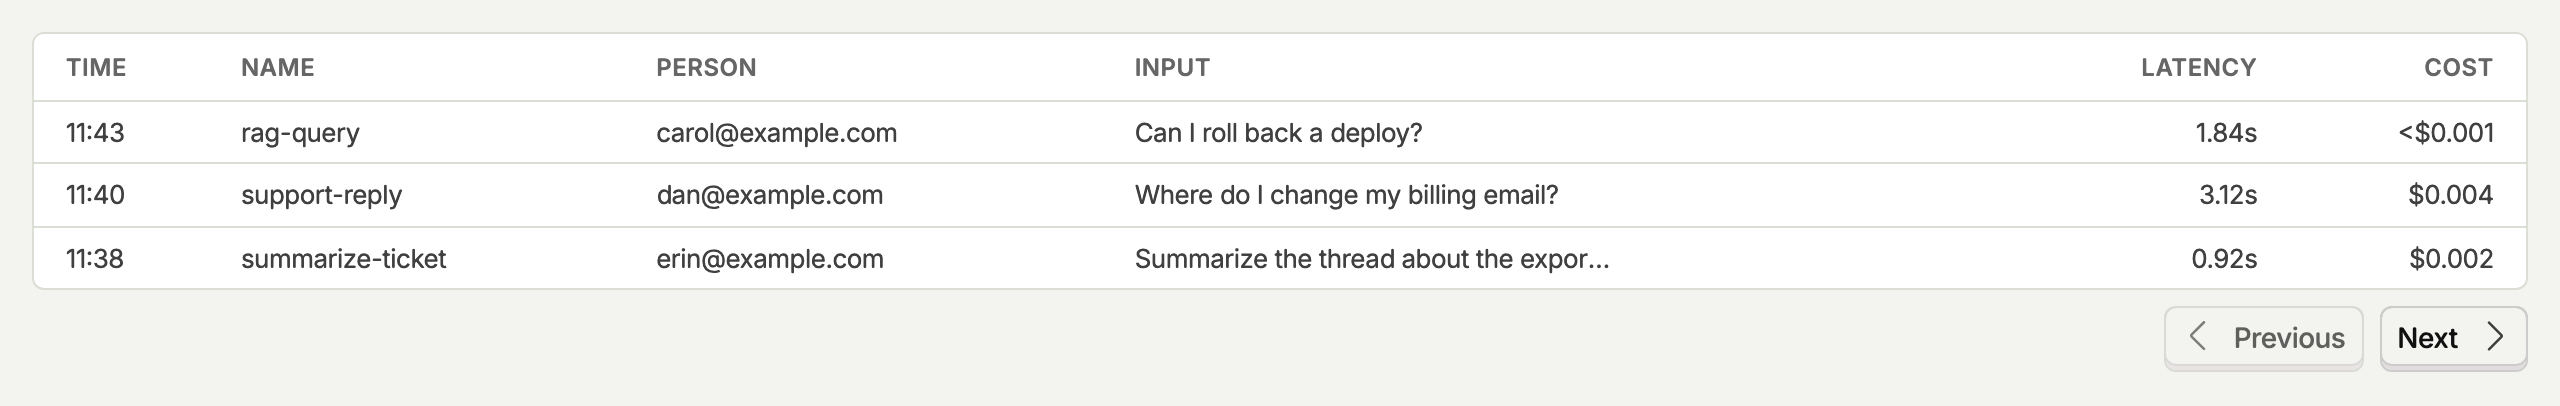 TIME NAME PERSON INPUT LATENCY COST
11:43 rag-query carol@example.com Can I roll back a deploy? 1.84s <$0.001
11:40 support-reply dan@example.com Where do I change my billing email? 3.12s $0.004
11:38 summarize-ticket erin@example.com Summarize the thread about the expor... 0.92s $0.002
Previous Next